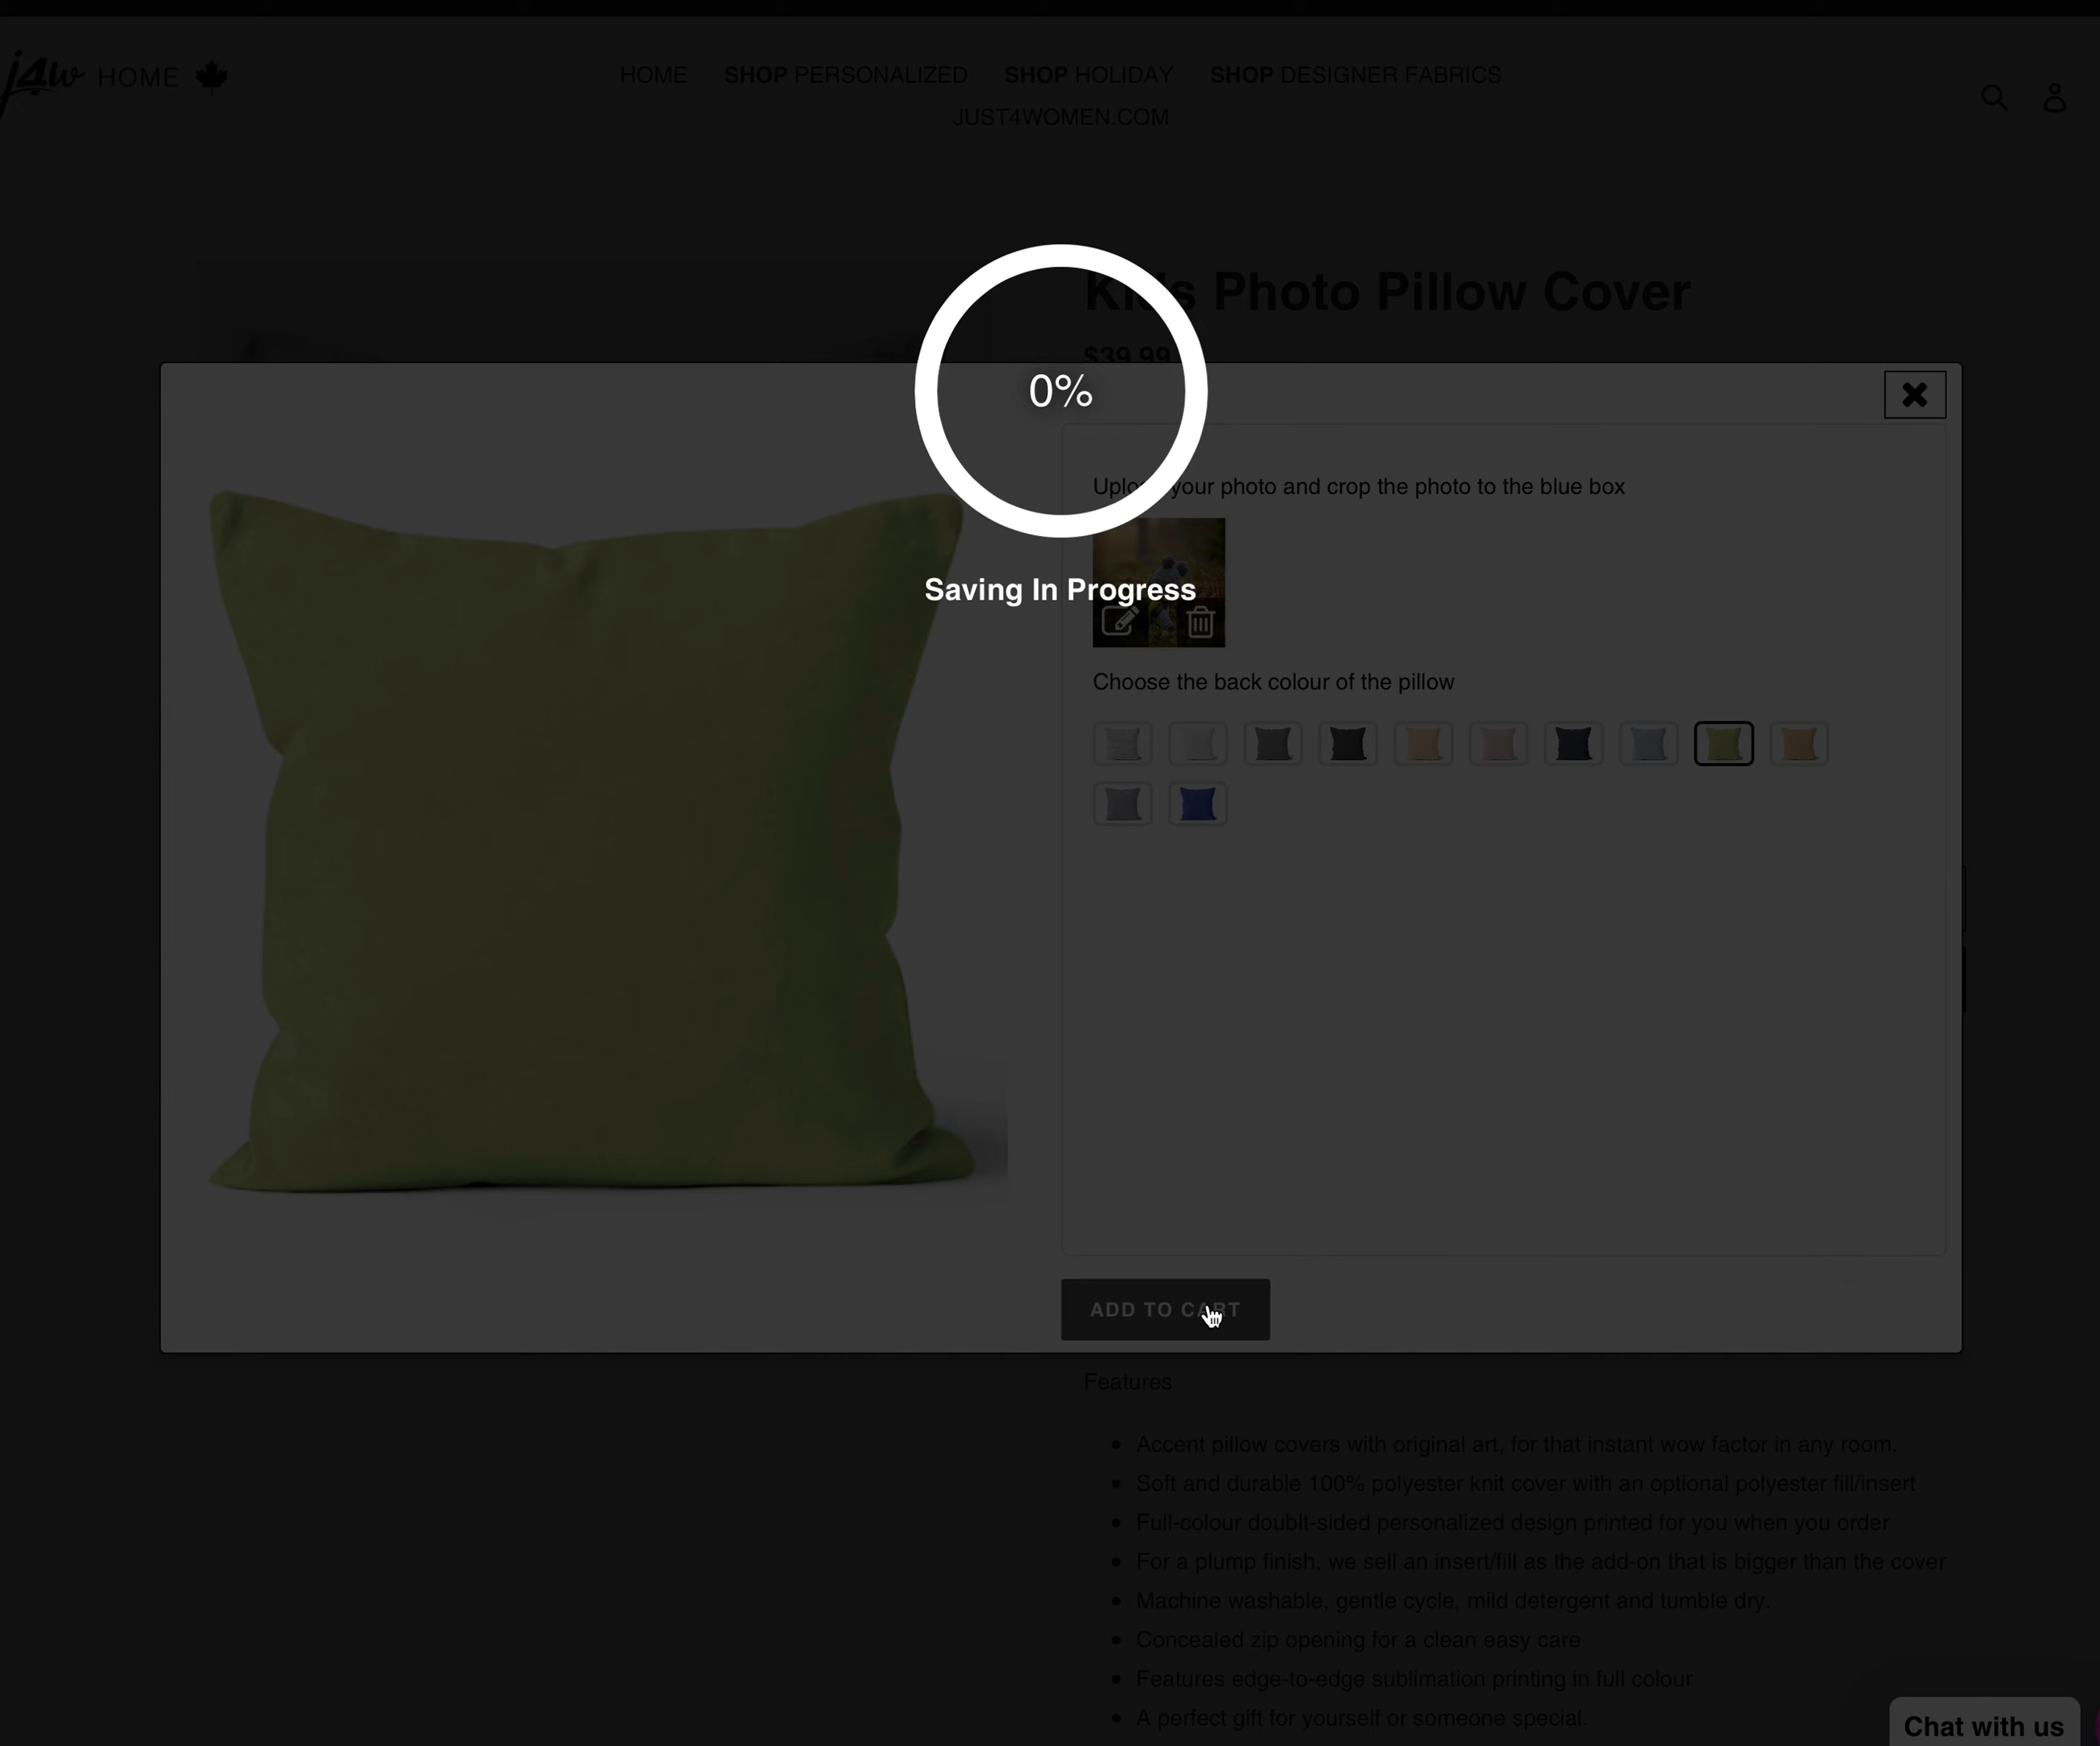 j4w HOME
HOME SHOP PERSONALIZED SHOP HOLIDAY SHOP DESIGNER FABRICS
JUST4WOMEN.COM
Kids Photo Pillow Cover
$39.99
0%
Upload your photo and crop the photo to the blue box
Saving In Progress
Choose the back colour of the pillow
ADD TO CART
Features
Accent pillow covers with original art, for that instant wow factor in any room.
Soft and durable 100% polyester knit cover with an optional polyester fill/insert
Full-colour doublt-sided personalized design printed for you when you order
For a plump finish, we sell an insert/fill as the add-on that is bigger than the cover
Machine washable, gentle cycle, mild detergent and tumble dry.
Concealed zip opening for a clean easy care
Features edge-to-edge sublimation printing in full colour
A perfect gift for yourself or someone special.
Chat with us